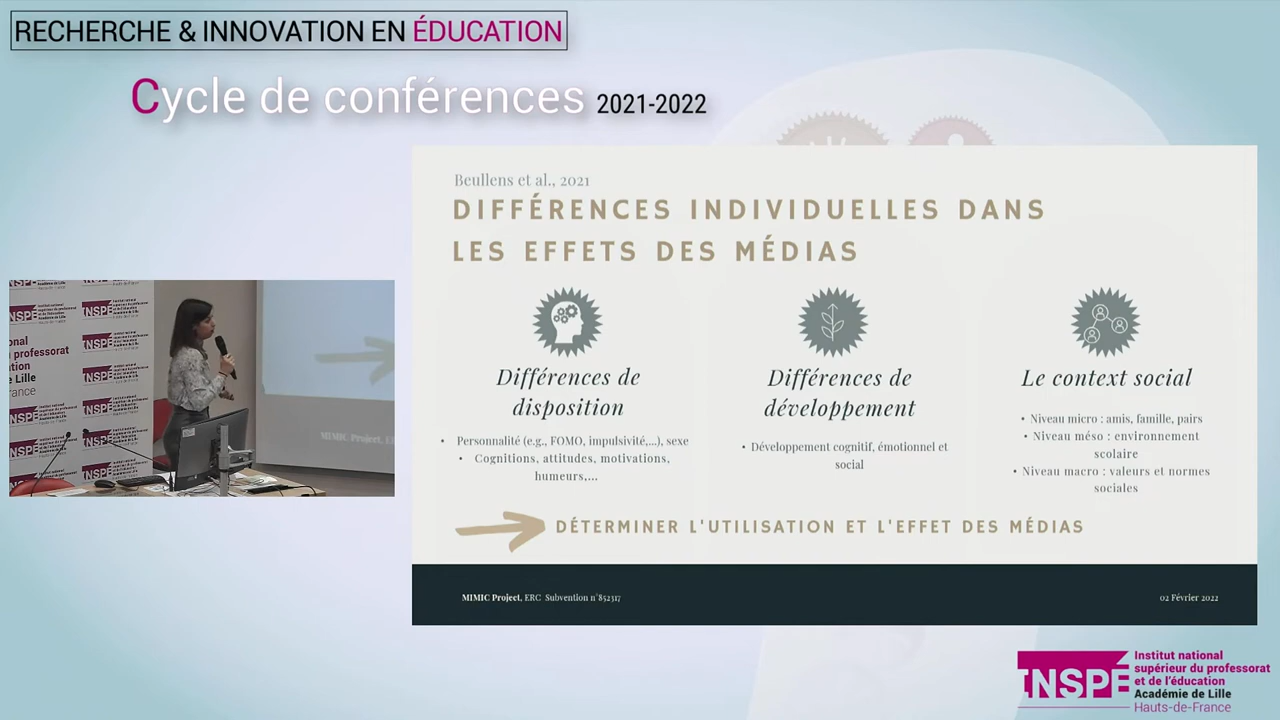 RECHERCHE & INNOVATION EN ÉDUCATION
Cycle de conférences 2021-2022
Beullens et al., 2021
DIFFÉRENCES INDIVIDUELLES DANS
LES EFFETS DES MÉDIAS
Différences de
disposition
• Personnalité (e.g., FOMO, impulsivité,...), sexe
• Cognitions, attitudes, motivations,
humeurs,...
Différences de
développement
• Développement cognitif, émotionnel et
social
Le context social
• Niveau micro : amis, famille, pairs
• Niveau méso : environnement
scolaire
• Niveau macro : valeurs et normes
sociales
DÉTERMINER L'UTILISATION ET L'EFFET DES MÉDIAS
MIMIC Project, ERC Subvention n°852317
02 Février 2022
INSPÉ
Institut national
supérieur du professorat
et de l'éducation
Académie de Lille
Hauts-de-France